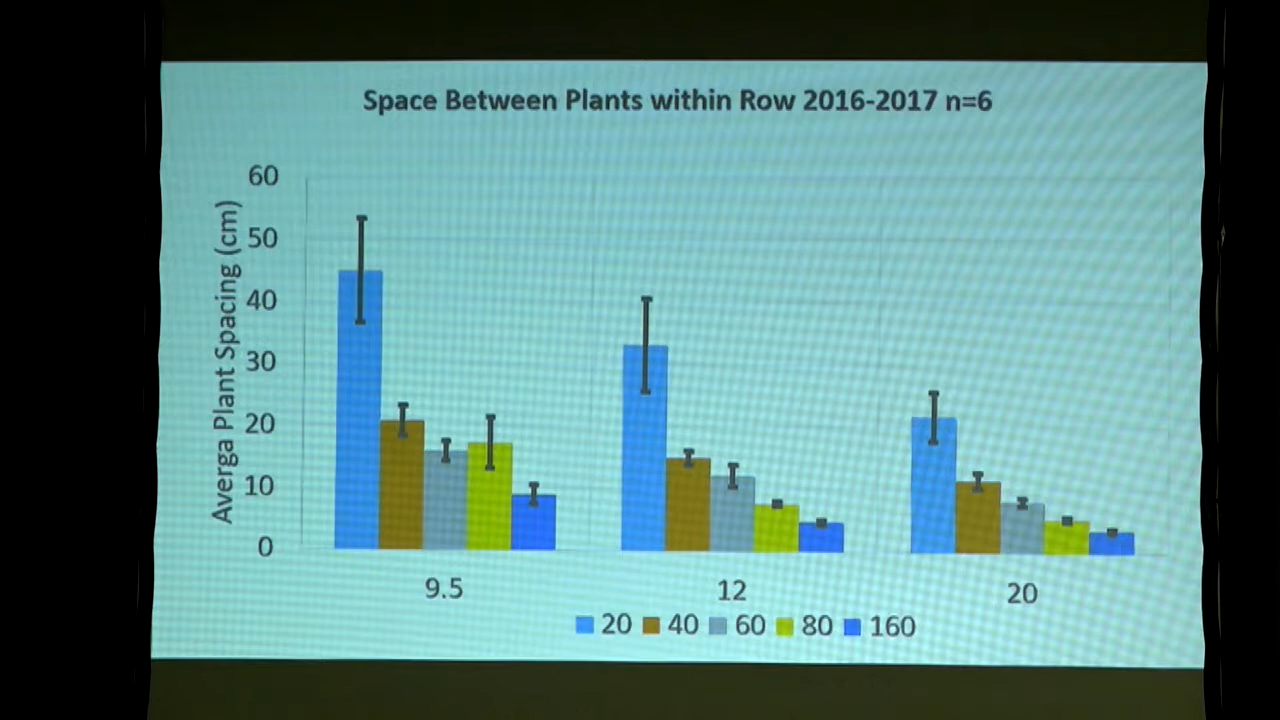 Space Between Plants within Row 2016-2017 n=6
Averga Plant Spacing (cm)
60
50
40
30
20
10
0
9.5 12 20
20 40 60 80 160